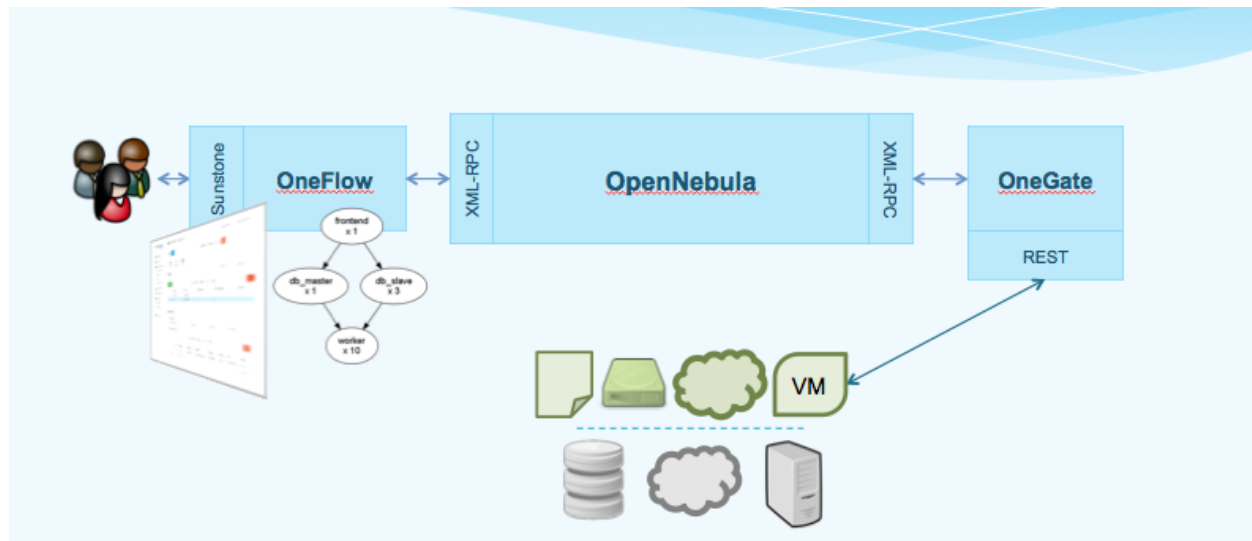 Sunstone
OneFlow
XML-RPC
OpenNebula
XML-RPC
OneGate
REST
frontend
x 1
db_master
x 1
db_slave
x 3
worker
x 10
VM